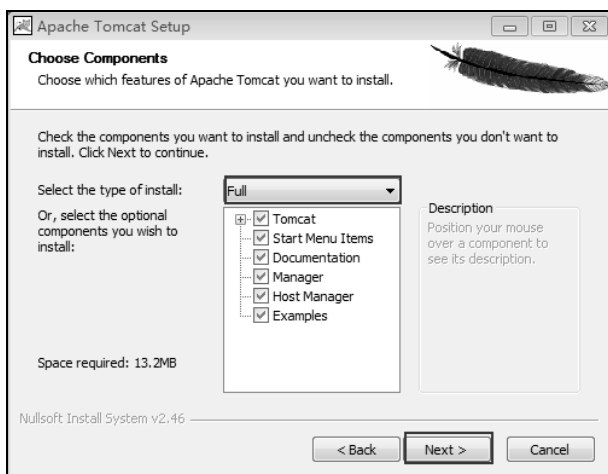 Apache Tomcat Setup
Choose Components
Choose which features of Apache Tomcat you want to install.
Check the components you want to install and uncheck the components you don't want to
install. Click Next to continue.
Select the type of install:
Full
Or, select the optional
components you wish to
install:
Tomcat
Start Menu Items
Documentation
Manager
Host Manager
Examples
Description
Position your mouse
over a component to
see its description.
Space required: 13.2MB
Nullsoft Install System v2.46
< Back
Next >
Cancel